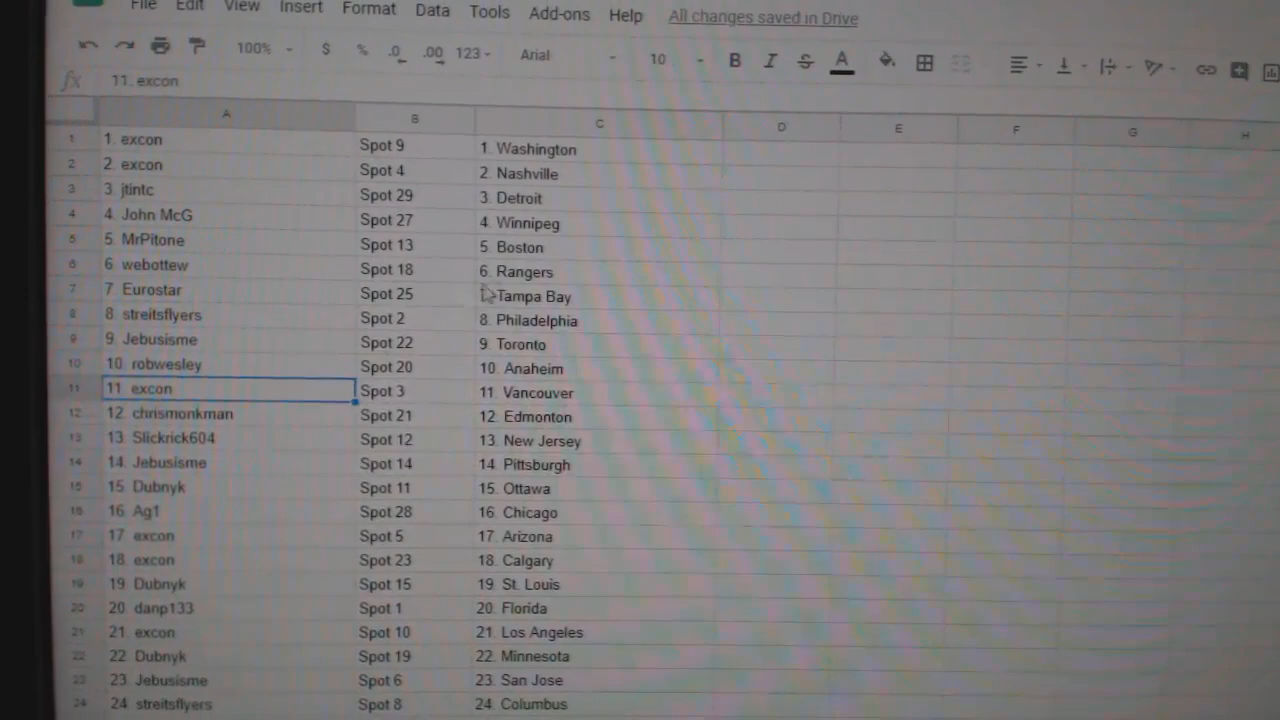 File Edit View Insert Format Data Tools Add-ons Help All changes saved in Drive
100% $ % .0 .00 123 Arial 10 B I S A
fx 11. excon
A B C D E F G H
1 1. excon Spot 9 1. Washington
2 2. excon Spot 4 2. Nashville
3 3. jtintc Spot 29 3. Detroit
4 4. John McG Spot 27 4. Winnipeg
5 5. MrPitone Spot 13 5. Boston
6 6. webottew Spot 18 6. Rangers
7 7. Eurostar Spot 25 Tampa Bay
8 8. streitsflyers Spot 2 8. Philadelphia
9 9. Jebusisme Spot 22 9. Toronto
10 10. robwesley Spot 20 10. Anaheim
11 11. excon Spot 3 11. Vancouver
12 12. chrismonkman Spot 21 12. Edmonton
13 13. Slickrick604 Spot 12 13. New Jersey
14 14. Jebusisme Spot 14 14. Pittsburgh
15 15. Dubnyk Spot 11 15. Ottawa
16 16. Ag1 Spot 28 16. Chicago
17 17. excon Spot 5 17. Arizona
18 18. excon Spot 23 18. Calgary
19 19. Dubnyk Spot 15 19. St. Louis
20 20. danp133 Spot 1 20. Florida
21 21. excon Spot 10 21. Los Angeles
22 22. Dubnyk Spot 19 22. Minnesota
23 23. Jebusisme Spot 6 23. San Jose
24 24. streitsflyers Spot 8 24. Columbus